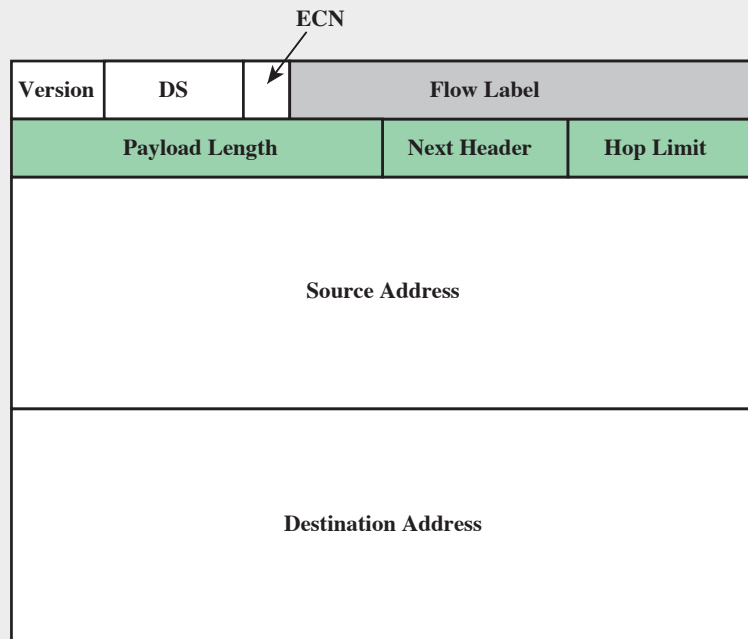 ECN
Version DS Flow Label
Payload Length Next Header Hop Limit
Source Address
Destination Address